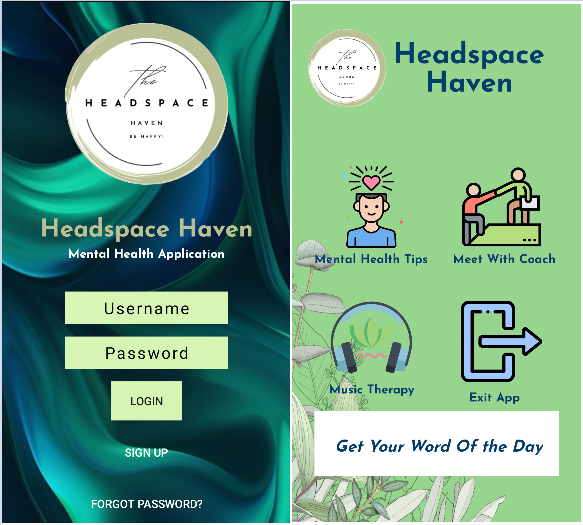 the
HEADSPACE
HAVEN
BE HAPPY!
Headspace Haven
Mental Health Application
Username
Password
LOGIN
SIGN UP
FORGOT PASSWORD?
the
HEADSPACE
HAVEN
BE HAPPY!
Headspace
Haven
Mental Health Tips
Meet With Coach
Music Therapy
Exit App
Get Your Word Of the Day